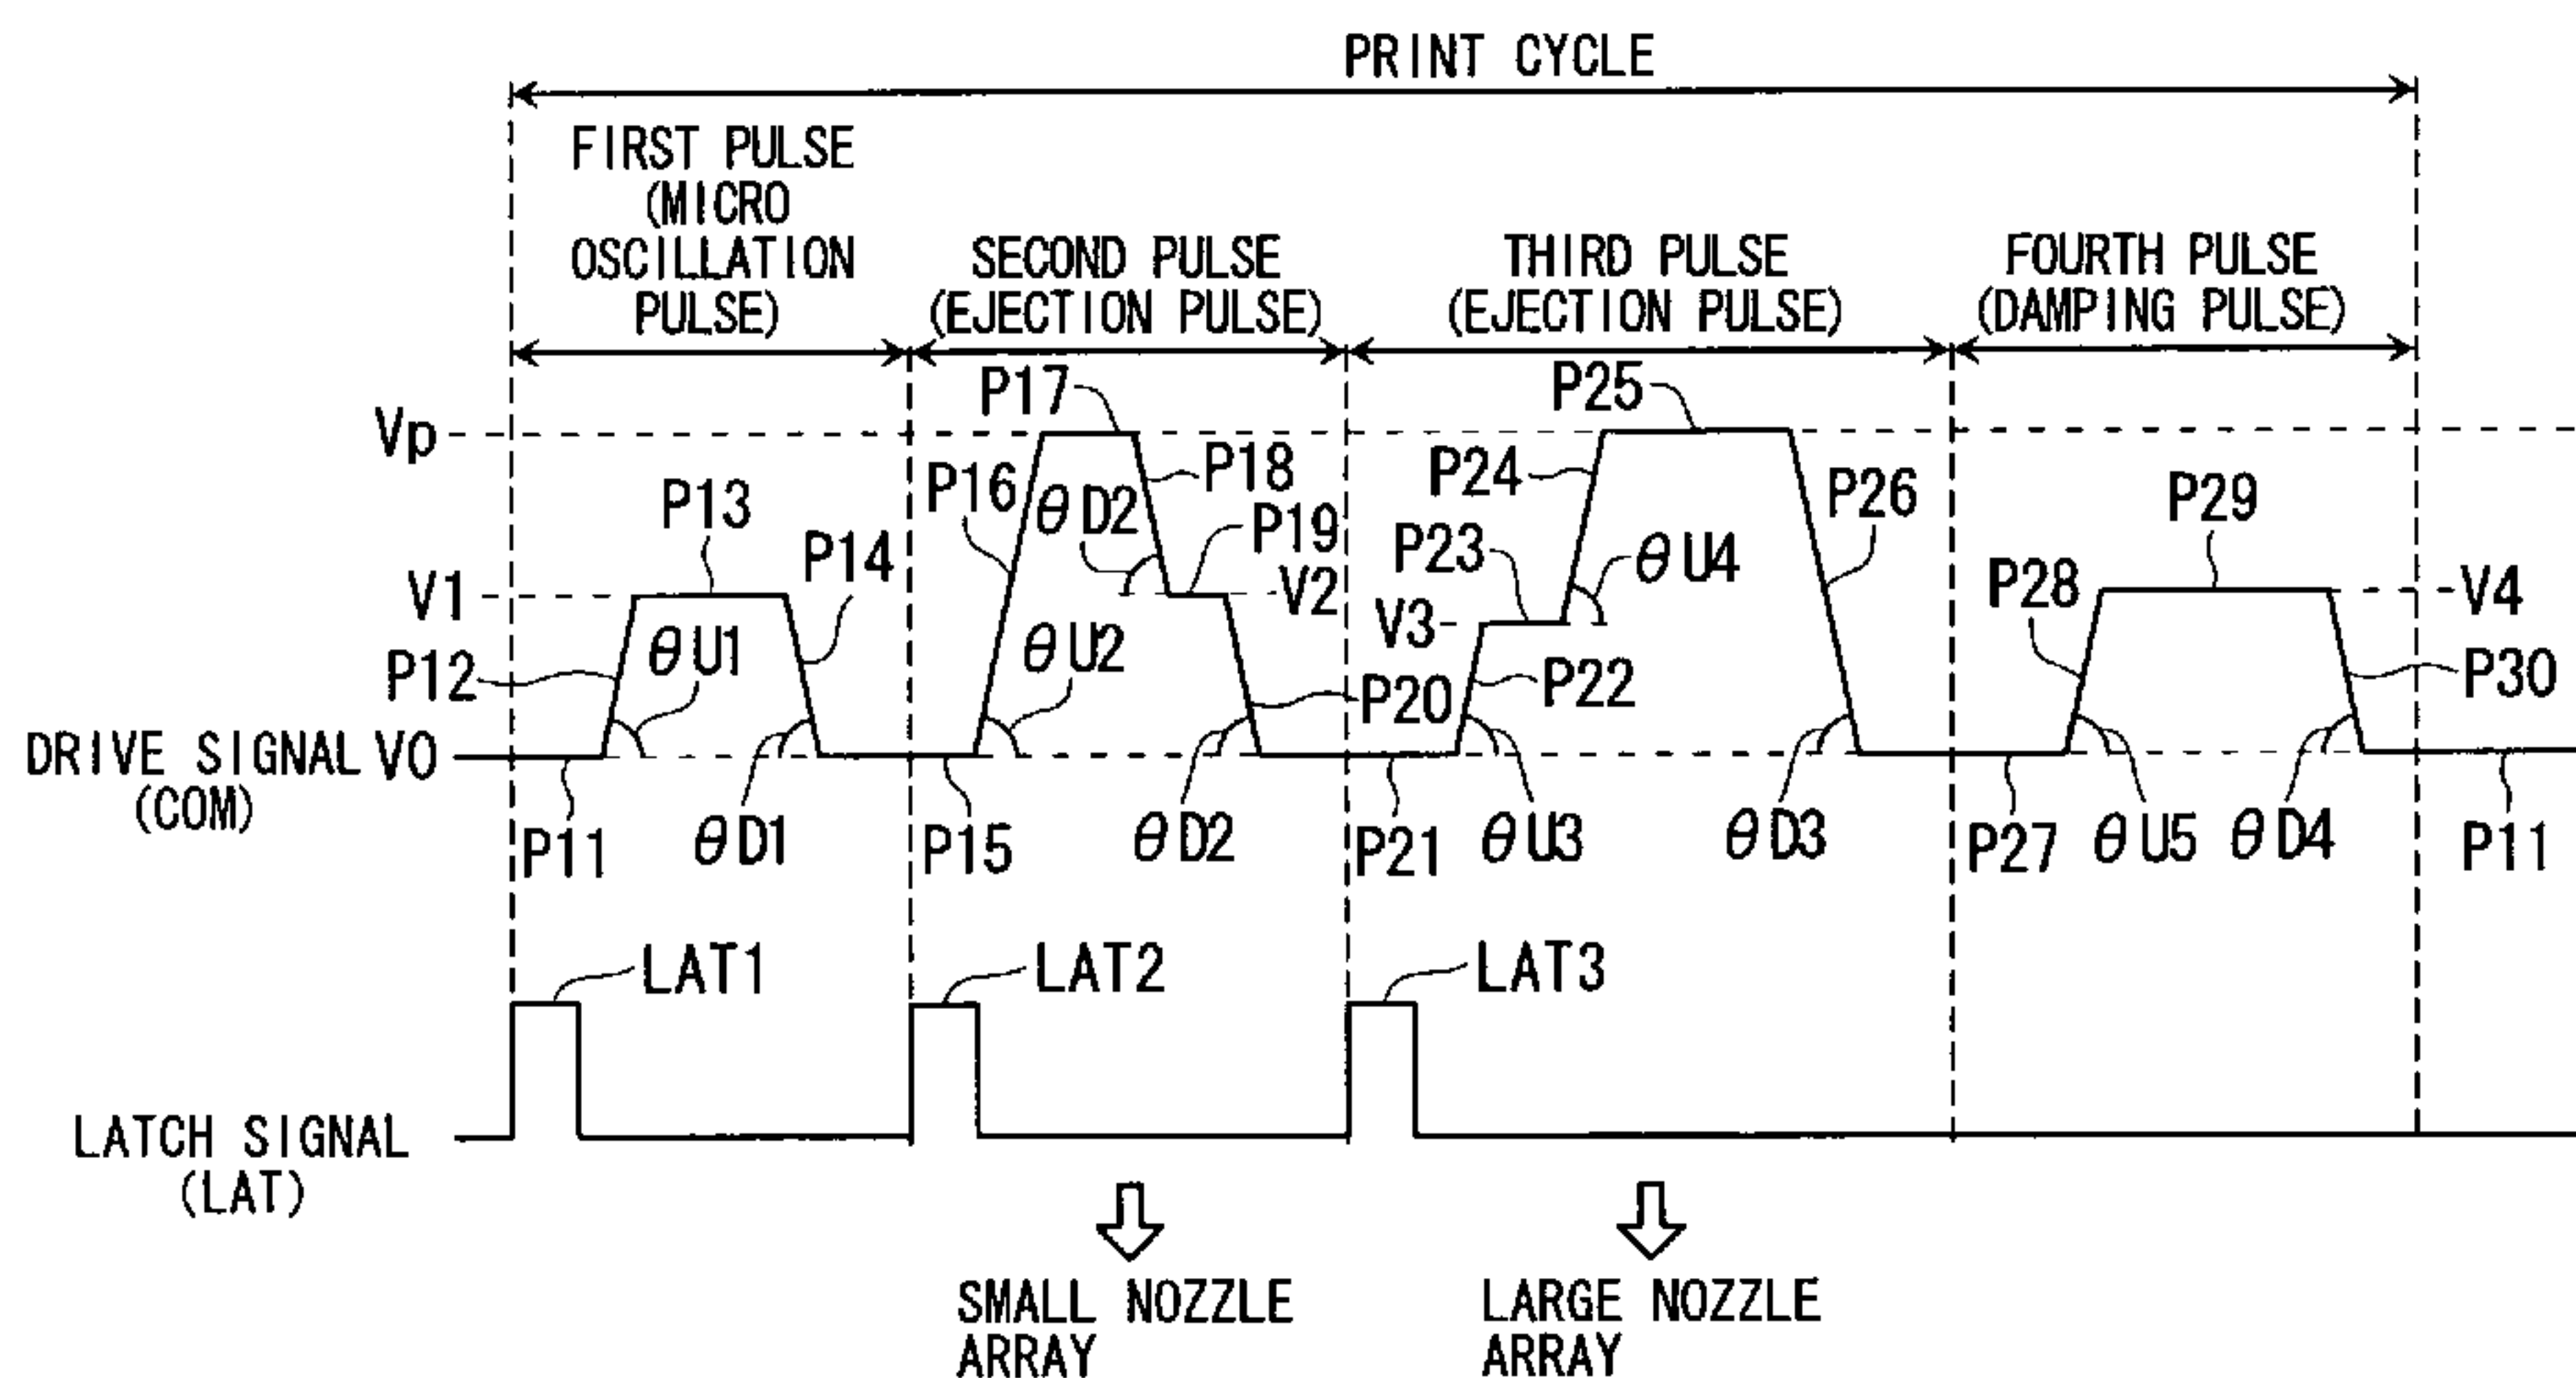 PRINT CYCLE
FIRST PULSE
(MICRO
OSCILLATION
PULSE)
SECOND PULSE
(EJECTION PULSE)
THIRD PULSE
(EJECTION PULSE)
FOURTH PULSE
(DAMPING PULSE)
Vp
P17
P25
P16
P18
θD2
P19
P24
P26
P13
P14
P23
θU4
P29
V1
V2
V3
P28
V4
P12
θU1
θU2
P20
P22
P30
DRIVE SIGNAL V0
(COM)
P11
θD1
P15
θD2
P21
θU3
θD3
P27
θU5
θD4
P11
LAT1
LAT2
LAT3
LATCH SIGNAL
(LAT)
SMALL NOZZLE
ARRAY
LARGE NOZZLE
ARRAY